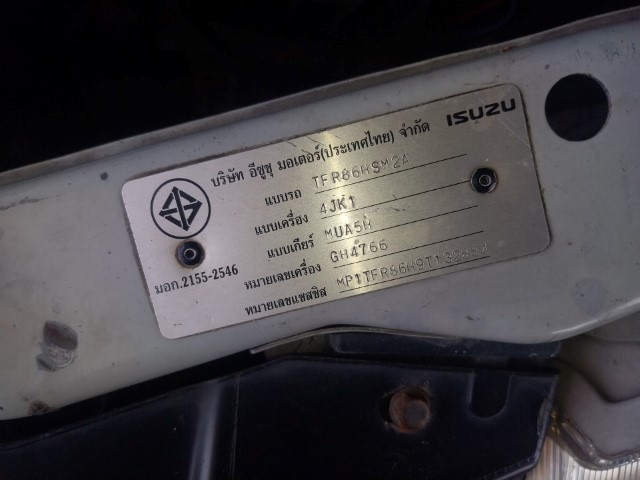 ISUZU
บริษัท อีซูซุ มอเตอร์(ประเทศไทย) จำกัด
แบบรถ TFR86HSM2A
แบบเครื่อง 4JK1
แบบเกียร์ MUA5H
หมายเลขเครื่อง GH4766
หมายเลขแชสซิส
มอก.2155-2546